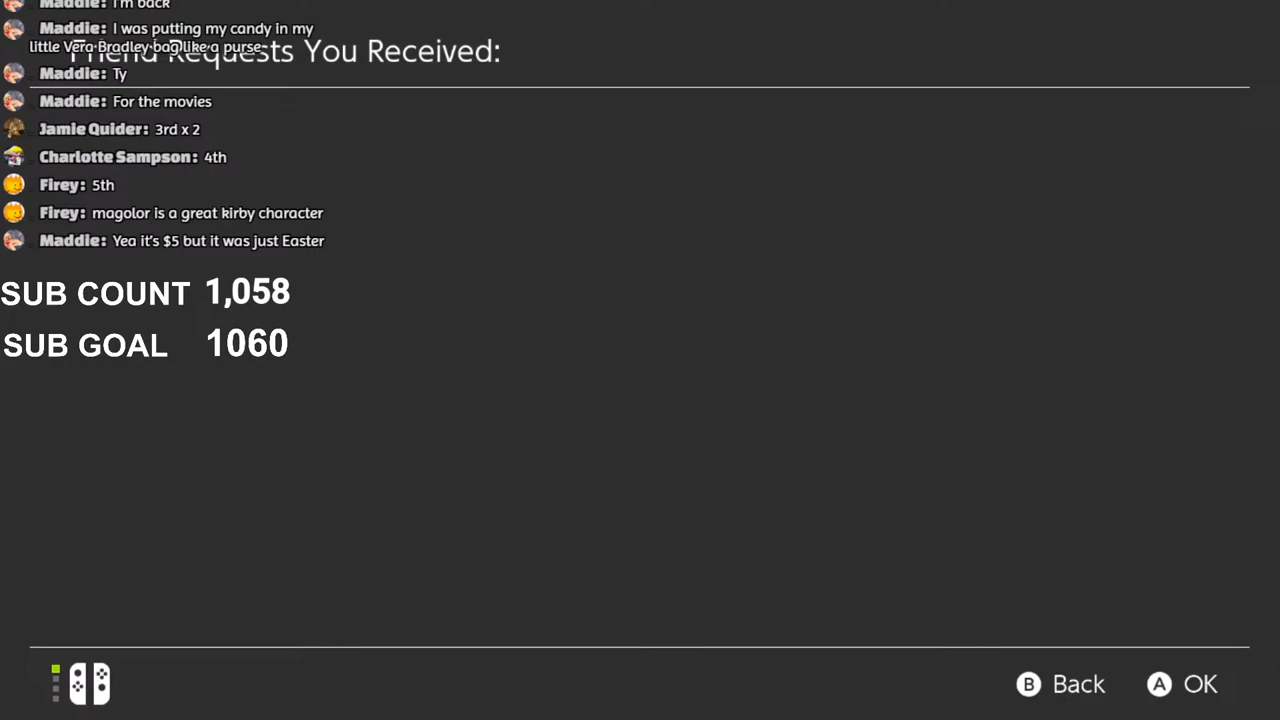 Maddie: I'm back
Maddie: I was putting my candy in my
little Vera Bradley bag like a purse
Friend Requests You Received:
Maddie: Ty
Maddie: For the movies
Jamie Quider: 3rd x 2
Charlotte Sampson: 4th
Firey: 5th
Firey: magolor is a great kirby character
Maddie: Yea it's $5 but it was just Easter
SUB COUNT 1,058
SUB GOAL 1060
B Back A OK